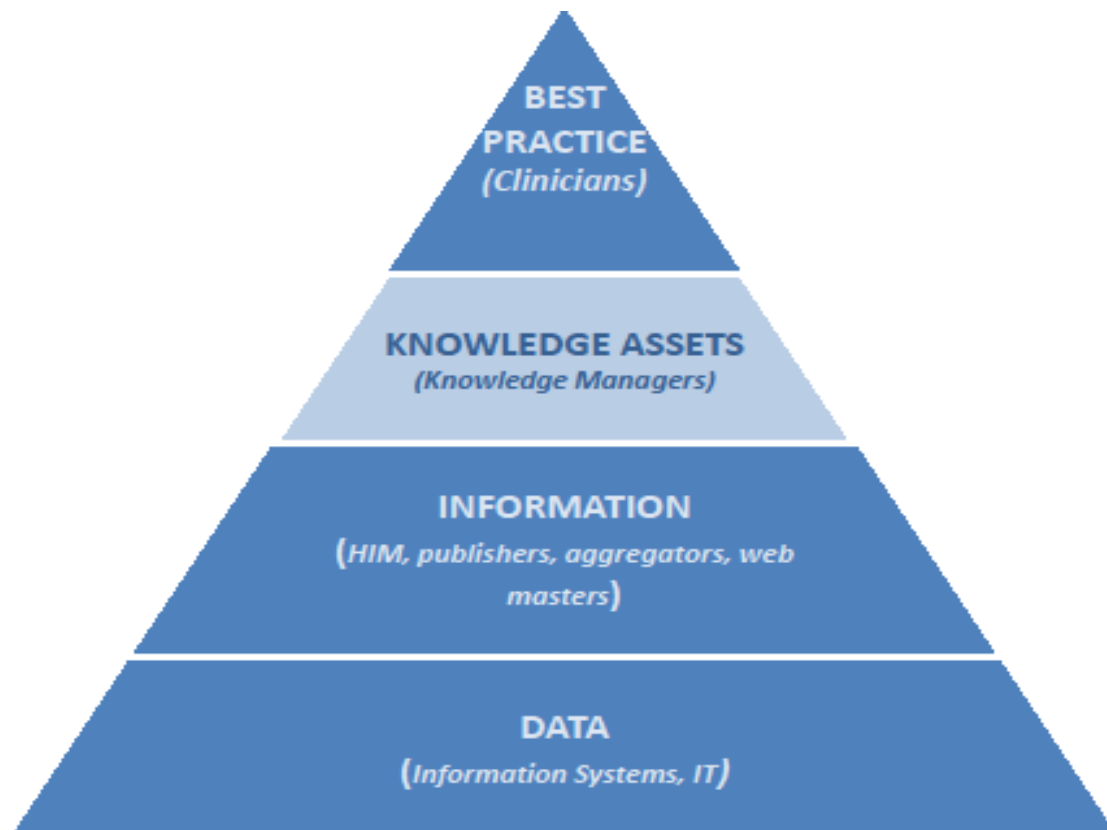 BEST
PRACTICE
(Clinicians)
KNOWLEDGE ASSETS
(Knowledge Managers)
INFORMATION
(HIM, publishers, aggregators, web
masters)
DATA
(Information Systems, IT)